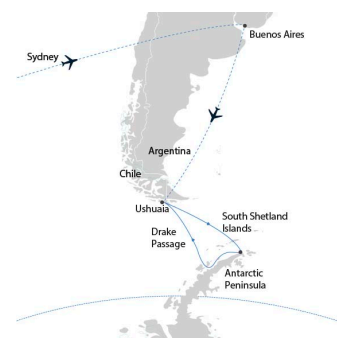 Buenos Aires
Sydney
Argentina
Chile
Ushuaia
South Shetland
Islands
Drake
Passage
Antarctic
Peninsula